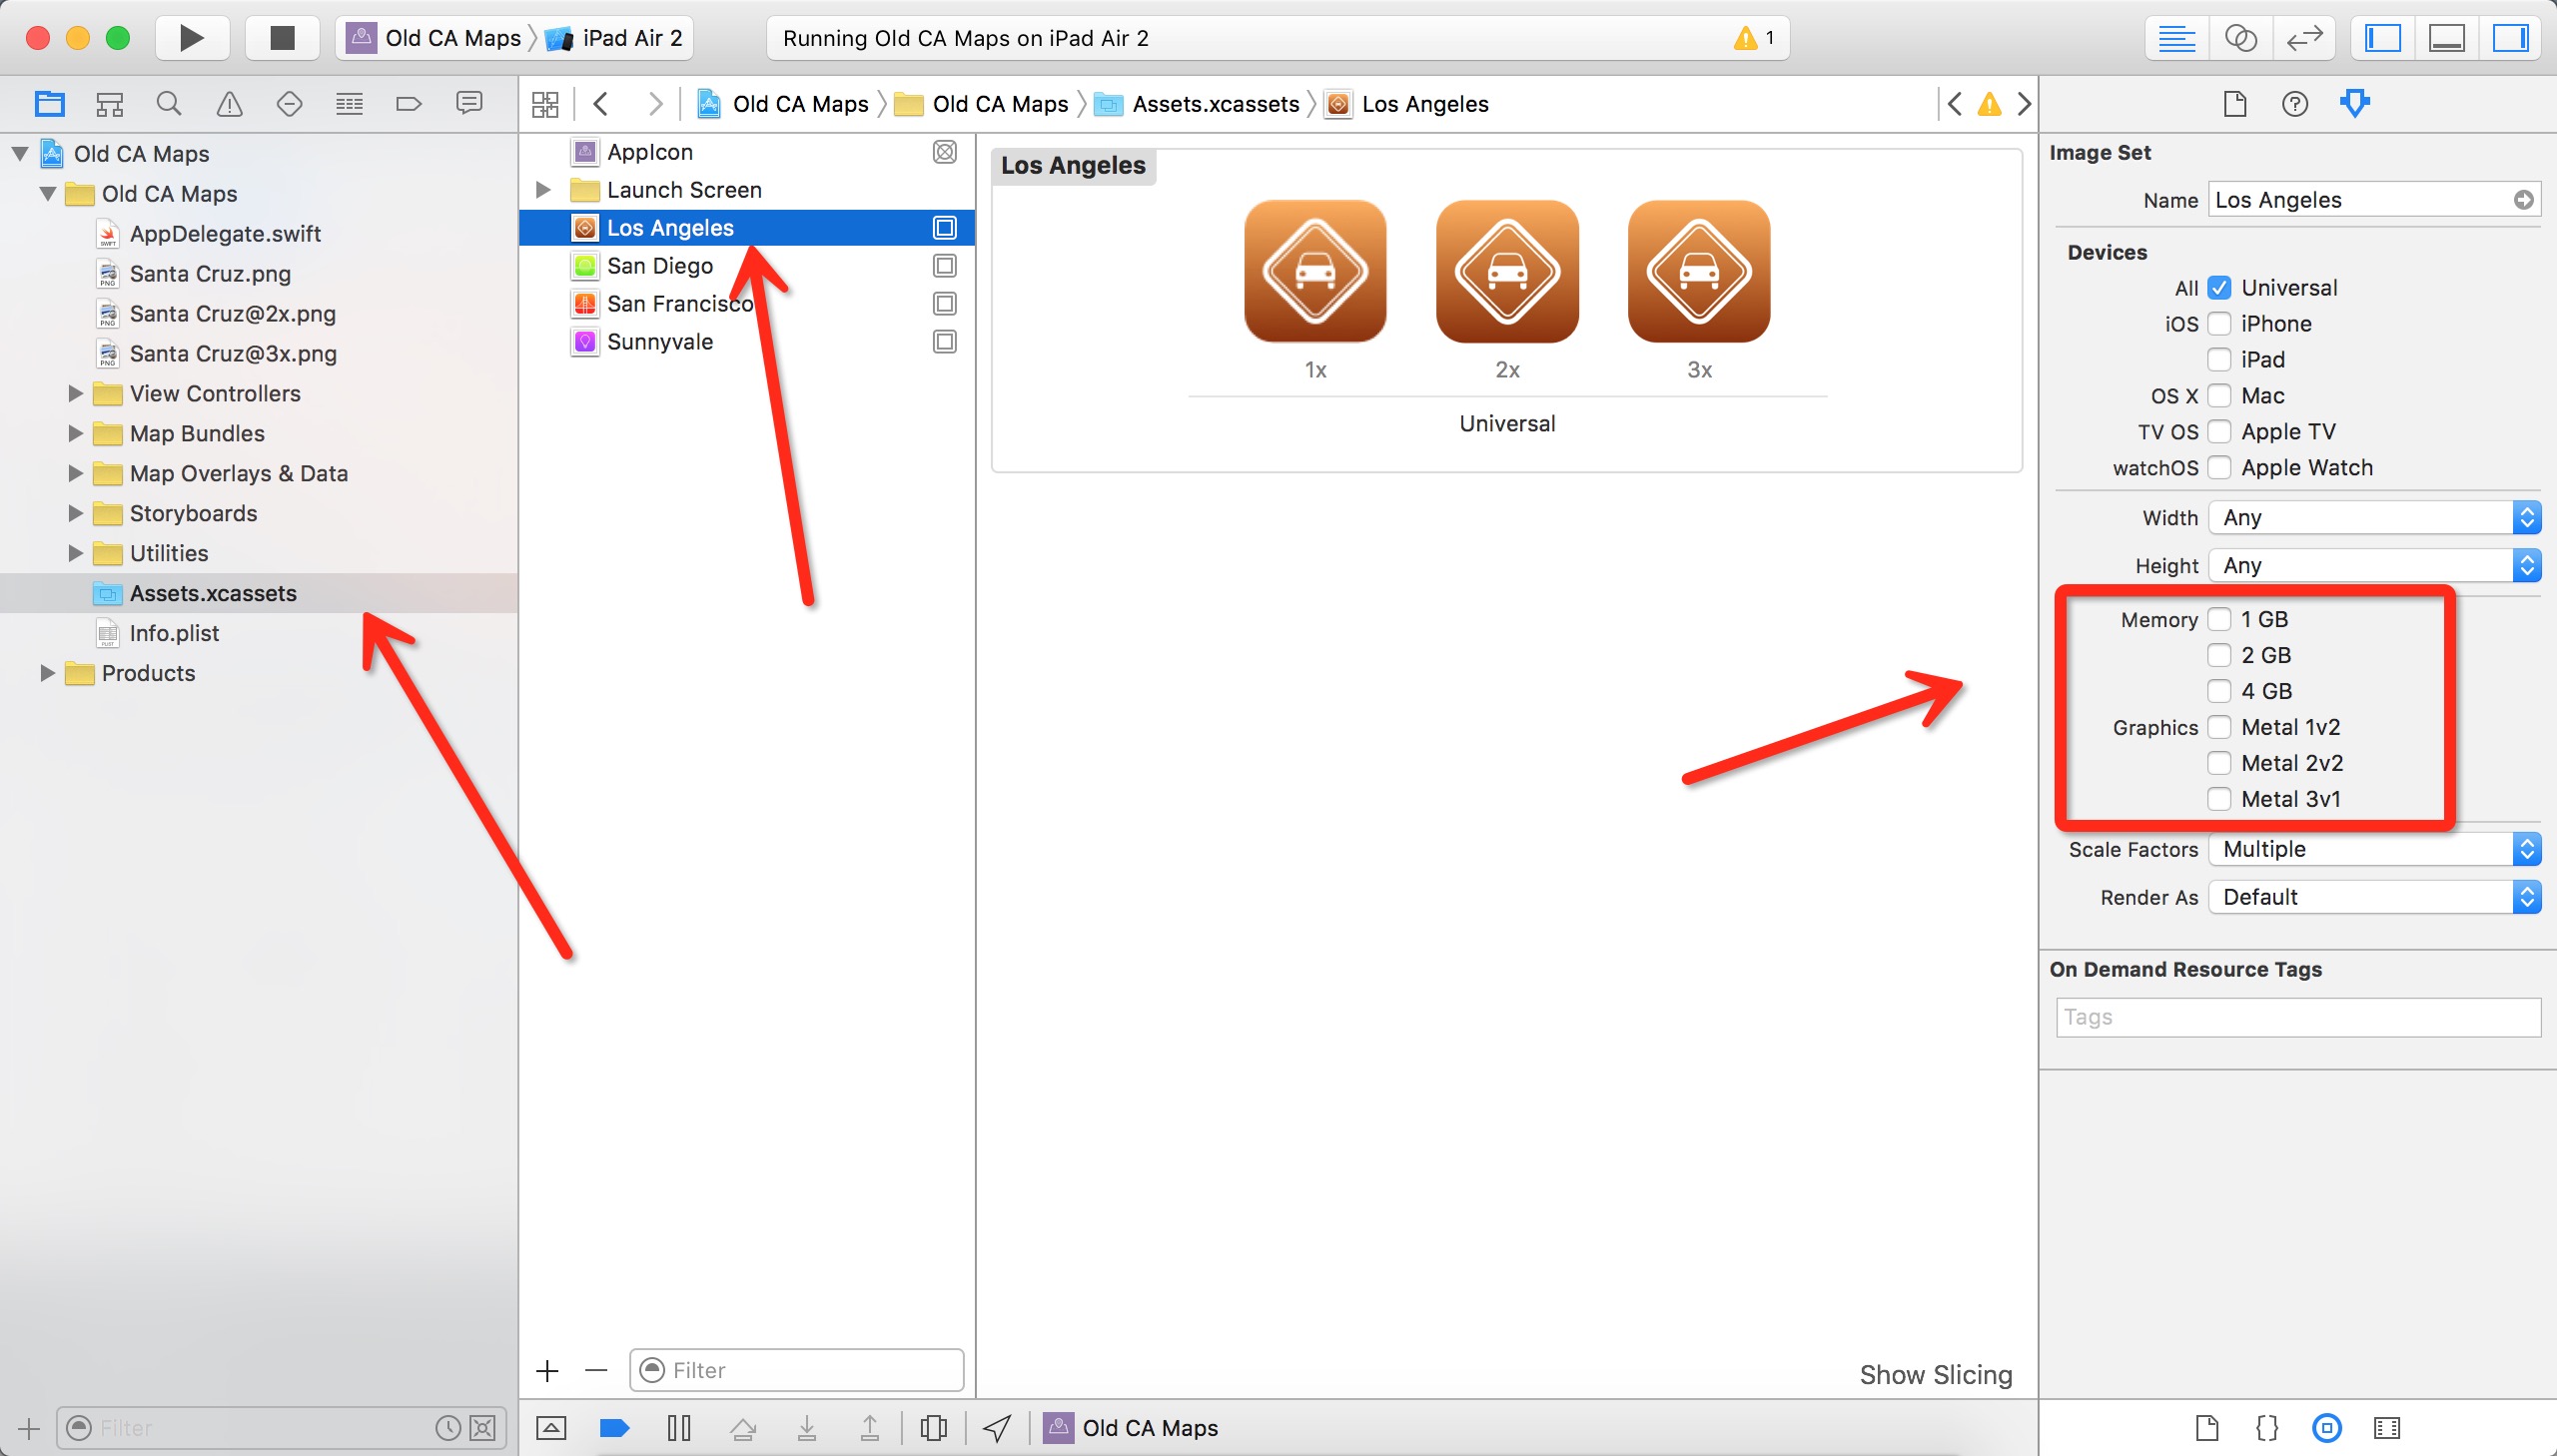 Old CA Maps iPad Air 2
Running Old CA Maps on iPad Air 2
1
Old CA Maps
Old CA Maps
AppDelegate.swift
Santa Cruz.png
Santa Cruz@2x.png
Santa Cruz@3x.png
View Controllers
Map Bundles
Map Overlays & Data
Storyboards
Utilities
Assets.xcassets
Info.plist
Products
Filter
Old CA Maps Old CA Maps Assets.xcassets Los Angeles
AppIcon
Launch Screen
Los Angeles
San Diego
San Francisco
Sunnyvale
Filter
Los Angeles
1x 2x 3x
Universal
Show Slicing
Old CA Maps
Image Set
Name Los Angeles
Devices
All Universal
iOS iPhone
iPad
OS X Mac
TV OS Apple TV
watchOS Apple Watch
Width Any
Height Any
Memory 1 GB
2 GB
4 GB
Graphics Metal 1v2
Metal 2v2
Metal 3v1
Scale Factors Multiple
Render As Default
On Demand Resource Tags
Tags